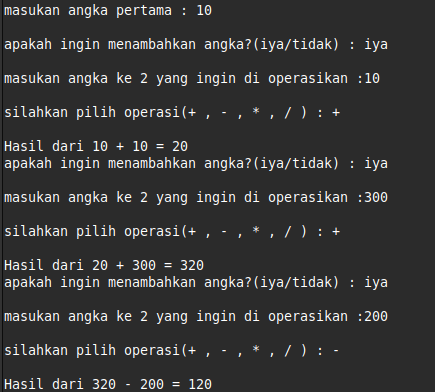 masukan angka pertama : 10
apakah ingin menambahkan angka?(iya/tidak) : iya
masukan angka ke 2 yang ingin di operasikan :10
silahkan pilih operasi(+ , - , * , / ) : +
Hasil dari 10 + 10 = 20
apakah ingin menambahkan angka?(iya/tidak) : iya
masukan angka ke 2 yang ingin di operasikan :300
silahkan pilih operasi(+ , - , * , / ) : +
Hasil dari 20 + 300 = 320
apakah ingin menambahkan angka?(iya/tidak) : iya
masukan angka ke 2 yang ingin di operasikan :200
silahkan pilih operasi(+ , - , * , / ) : -
Hasil dari 320 - 200 = 120